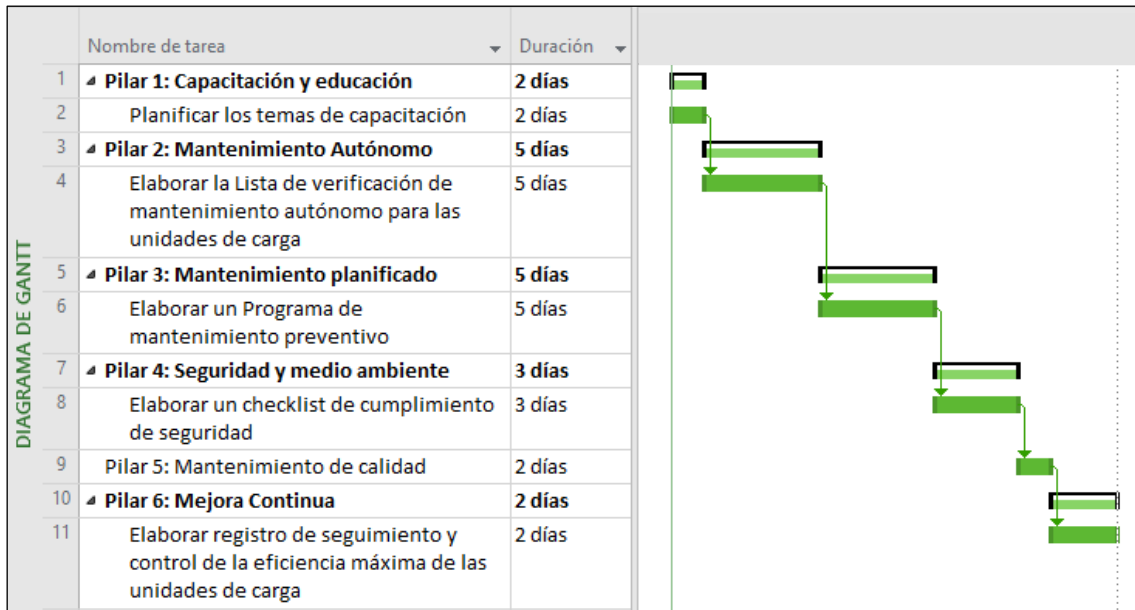 DIAGRAMA DE GANTT
Nombre de tarea Duración
1 Pilar 1: Capacitación y educación 2 días
2 Planificar los temas de capacitación 2 días
3 Pilar 2: Mantenimiento Autónomo 5 días
4 Elaborar la Lista de verificación de 5 días
mantenimiento autónomo para las
unidades de carga
5 Pilar 3: Mantenimiento planificado 5 días
6 Elaborar un Programa de 5 días
mantenimiento preventivo
7 Pilar 4: Seguridad y medio ambiente 3 días
8 Elaborar un checklist de cumplimiento 3 días
de seguridad
9 Pilar 5: Mantenimiento de calidad 2 días
10 Pilar 6: Mejora Continua 2 días
11 Elaborar registro de seguimiento y 2 días
control de la eficiencia máxima de las
unidades de carga